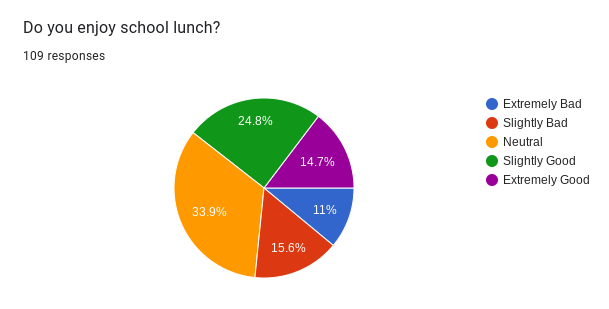 Do you enjoy school lunch?
109 responses
24.8%
14.7%
33.9%
11%
15.6%
Extremely Bad
Slightly Bad
Neutral
Slightly Good
Extremely Good